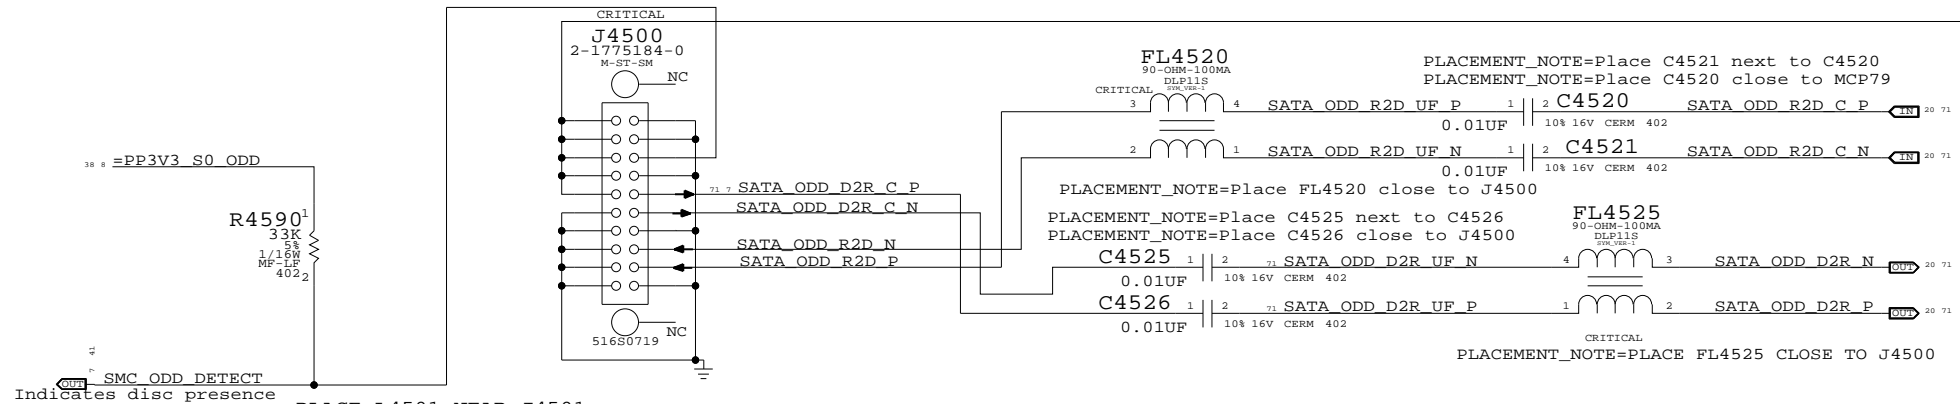 CRITICAL
J4500
2-1775184-0
M-ST-SM
NC
NC
516S0719
38 8 =PP3V3_S0_ODD
R4590
1
33K
5%
1/16W
MF-LF
402
2
41
7
OUT SMC_ODD_DETECT
Indicates disc presence
71 7 SATA_ODD_D2R_C_P
SATA_ODD_D2R_C_N
SATA_ODD_R2D_N
SATA_ODD_R2D_P
FL4520
90-OHM-100MA
DLP11S
SYM_VER-1
CRITICAL
3 4
2 1
PLACEMENT_NOTE=Place C4521 next to C4520
PLACEMENT_NOTE=Place C4520 close to MCP79
SATA_ODD_R2D_UF_P 1 2 C4520 SATA_ODD_R2D_C_P IN 20 71
0.01UF 10% 16V CERM 402
C4521
SATA_ODD_R2D_UF_N 1 2 SATA_ODD_R2D_C_N IN 20 71
0.01UF 10% 16V CERM 402
PLACEMENT_NOTE=Place FL4520 close to J4500
PLACEMENT_NOTE=Place C4525 next to C4526
PLACEMENT_NOTE=Place C4526 close to J4500
FL4525
90-OHM-100MA
DLP11S
SYM_VER-1
C4525 1 2 71 SATA_ODD_D2R_UF_N 4 3 SATA_ODD_D2R_N OUT 20 71
0.01UF 10% 16V CERM 402
C4526 1 2 71 SATA_ODD_D2R_UF_P 1 2 SATA_ODD_D2R_P OUT 20 71
0.01UF 10% 16V CERM 402
CRITICAL
PLACEMENT_NOTE=PLACE FL4525 CLOSE TO J4500